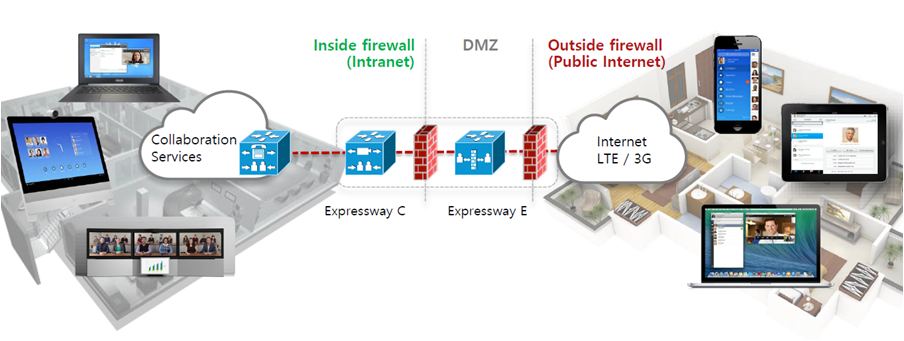 Inside firewall
(Intranet)
DMZ
Outside firewall
(Public Internet)
Collaboration
Services
Internet
LTE / 3G
Expressway C
Expressway E